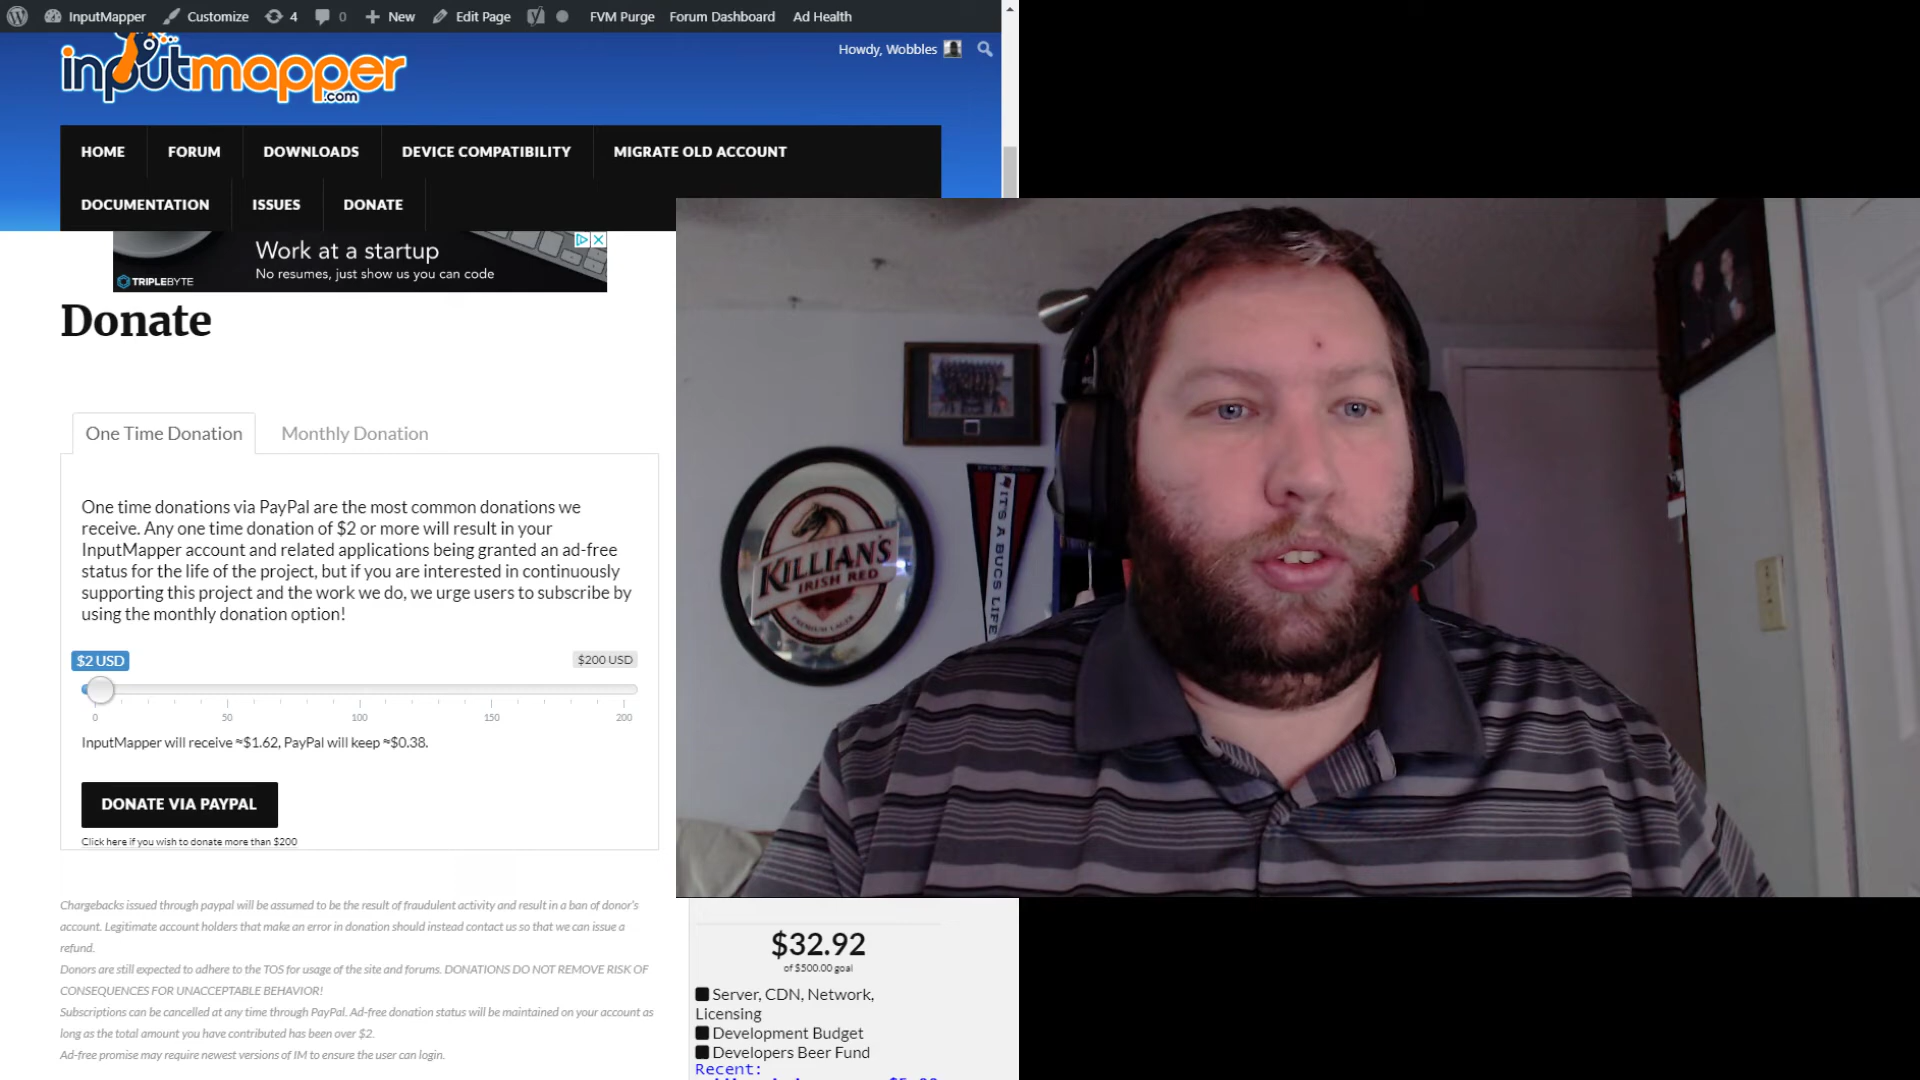 InputMapper Customize 4 0 New Edit Page FVM Purge Forum Dashboard Ad Health
inputmapper
.com
Howdy, Wobbles
HOME FORUM DOWNLOADS DEVICE COMPATIBILITY MIGRATE OLD ACCOUNT
DOCUMENTATION ISSUES DONATE
Work at a startup
No resumes, just show us you can code
TRIPLEBYTE
Donate
One Time Donation Monthly Donation
One time donations via PayPal are the most common donations we
receive. Any one time donation of $2 or more will result in your
InputMapper account and related applications being granted an ad-free
status for the life of the project, but if you are interested in continuously
supporting this project and the work we do, we urge users to subscribe by
using the monthly donation option!
$2 USD $200 USD
0 50 100 150 200
InputMapper will receive ≈$1.62, PayPal will keep ≈$0.38.
DONATE VIA PAYPAL
Click here if you wish to donate more than $200
Chargebacks issued through paypal will be assumed to be the result of fraudulent activity and result in a ban of donor's
account. Legitimate account holders that make an error in donation should instead contact us so that we can issue a
refund.
Donors are still expected to adhere to the TOS for usage of the site and forums. DONATIONS DO NOT REMOVE RISK OF
CONSEQUENCES FOR UNACCEPTABLE BEHAVIOR!
Subscriptions can be cancelled at any time through PayPal. Ad-free donation status will be maintained on your account as
long as the total amount you have contributed has been over $2.
Ad-free promise may require newest versions of IM to ensure the user can login.
KILLIAN'S
IRISH RED
PREMIUM LAGER
IT'S A BUCS LIFE
$32.92
of $500.00 goal
Server, CDN, Network,
Licensing
Development Budget
Developers Beer Fund
Recent: